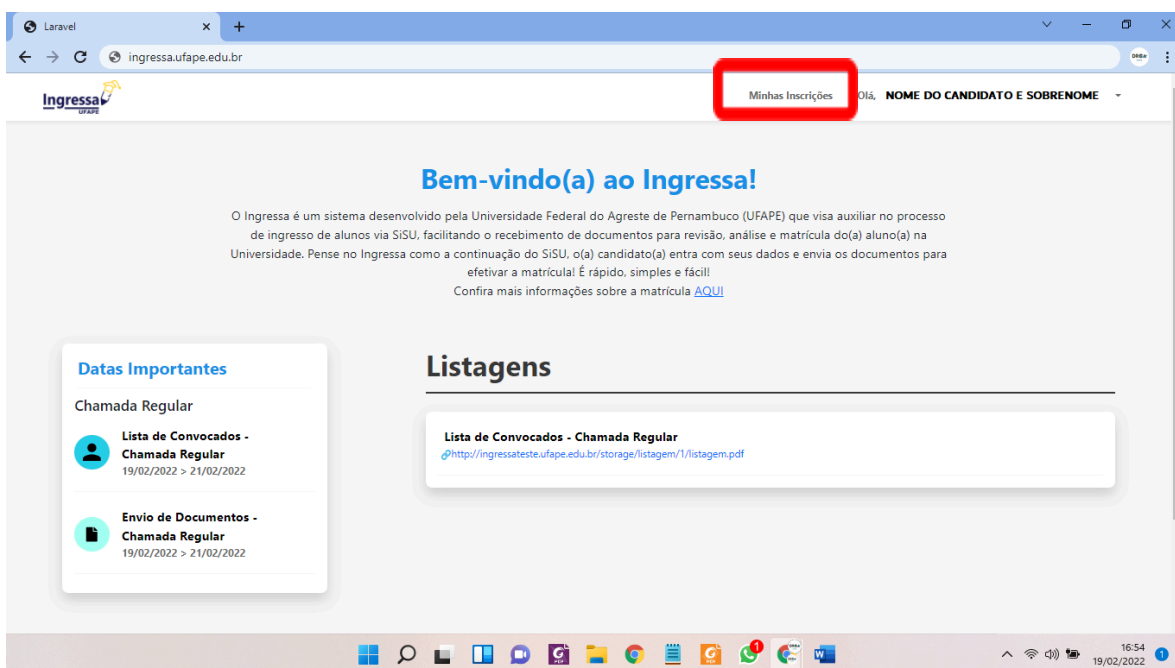 Laravel
ingressa.ufape.edu.br
Ingressa
UFAPE
Minhas Inscrições
Olá, NOME DO CANDIDATO E SOBRENOME
Bem-vindo(a) ao Ingressa!
O Ingressa é um sistema desenvolvido pela Universidade Federal do Agreste de Pernambuco (UFAPE) que visa auxiliar no processo
de ingresso de alunos via SiSU, facilitando o recebimento de documentos para revisão, análise e matrícula do(a) aluno(a) na
Universidade. Pense no Ingressa como a continuação do SiSU, o(a) candidato(a) entra com seus dados e envia os documentos para
efetivar a matrícula! É rápido, simples e fácil!
Confira mais informações sobre a matrícula AQUI
Datas Importantes
Chamada Regular
Lista de Convocados -
Chamada Regular
19/02/2022 > 21/02/2022
Envio de Documentos -
Chamada Regular
19/02/2022 > 21/02/2022
Listagens
Lista de Convocados - Chamada Regular
http://ingressateste.ufape.edu.br/storage/listagem/1/listagem.pdf
16:54
19/02/2022
1